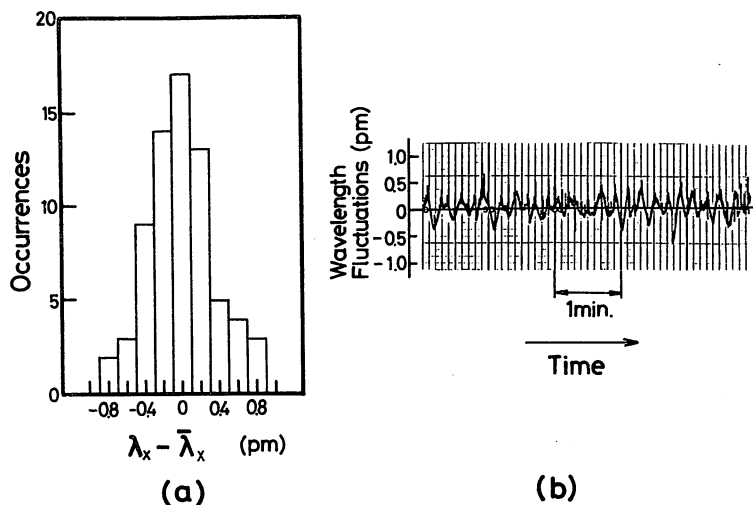 20
15
10
5
0
Occurrences
-0.8 -0.4 0 0.4 0.8
λx - λ̄x (pm)
(a)
Wavelength
Fluctuations (pm)
1.0
0.5
0
-0.5
-1.0
1min.
Time
(b)